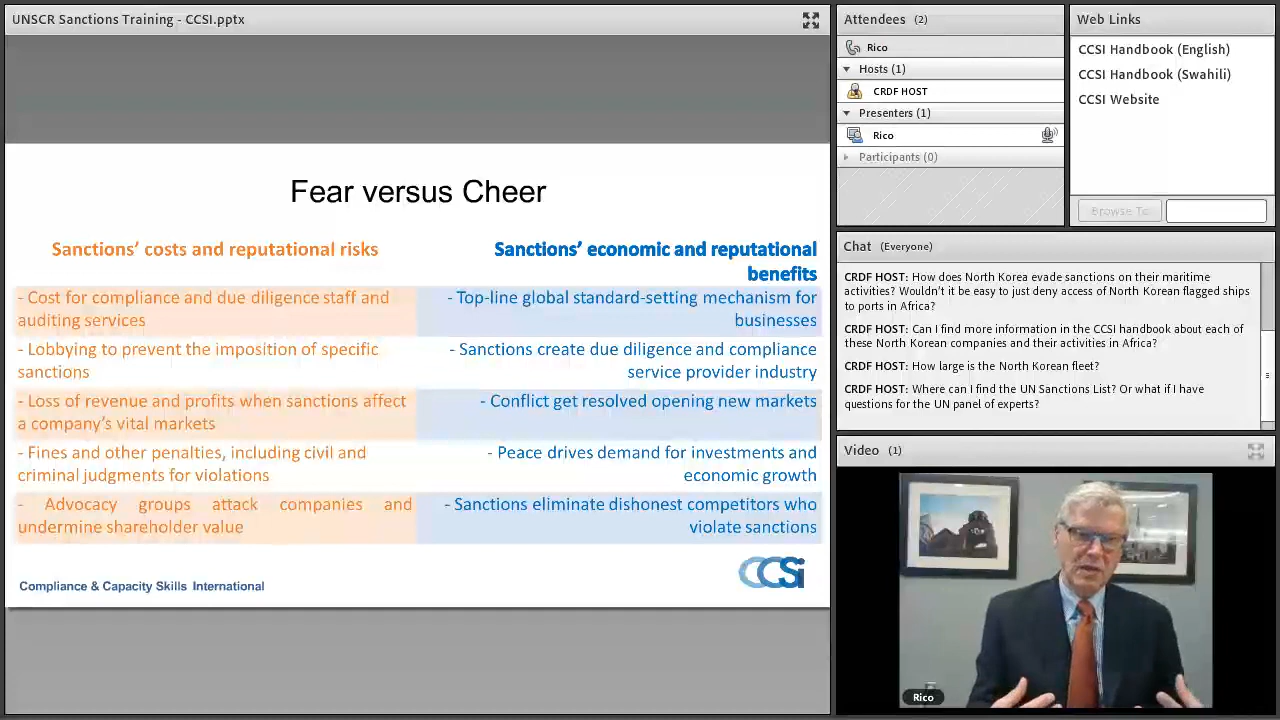 UNSCR Sanctions Training - CCSI.pptx
Fear versus Cheer
Sanctions’ costs and reputational risks
- Cost for compliance and due diligence staff and
auditing services
- Lobbying to prevent the imposition of specific
sanctions
- Loss of revenue and profits when sanctions affect
a company’s vital markets
- Fines and other penalties, including civil and
criminal judgments for violations
- Advocacy groups attack companies and
undermine shareholder value
Sanctions’ economic and reputational
benefits
- Top-line global standard-setting mechanism for
businesses
- Sanctions create due diligence and compliance
service provider industry
- Conflict get resolved opening new markets
- Peace drives demand for investments and
economic growth
- Sanctions eliminate dishonest competitors who
violate sanctions
Compliance & Capacity Skills International
CCSi
Attendees (2)
Rico
Hosts (1)
CRDF HOST
Presenters (1)
Rico
Participants (0)
Web Links
CCSI Handbook (English)
CCSI Handbook (Swahili)
CCSI Website
Browse To
Chat (Everyone)
CRDF HOST: How does North Korea evade sanctions on their maritime
activities? Wouldn't it be easy to just deny access of North Korean flagged ships
to ports in Africa?
CRDF HOST: Can I find more information in the CCSI handbook about each of
these North Korean companies and their activities in Africa?
CRDF HOST: How large is the North Korean fleet?
CRDF HOST: Where can I find the UN Sanctions List? Or what if I have
questions for the UN panel of experts?
Video (1)
Rico